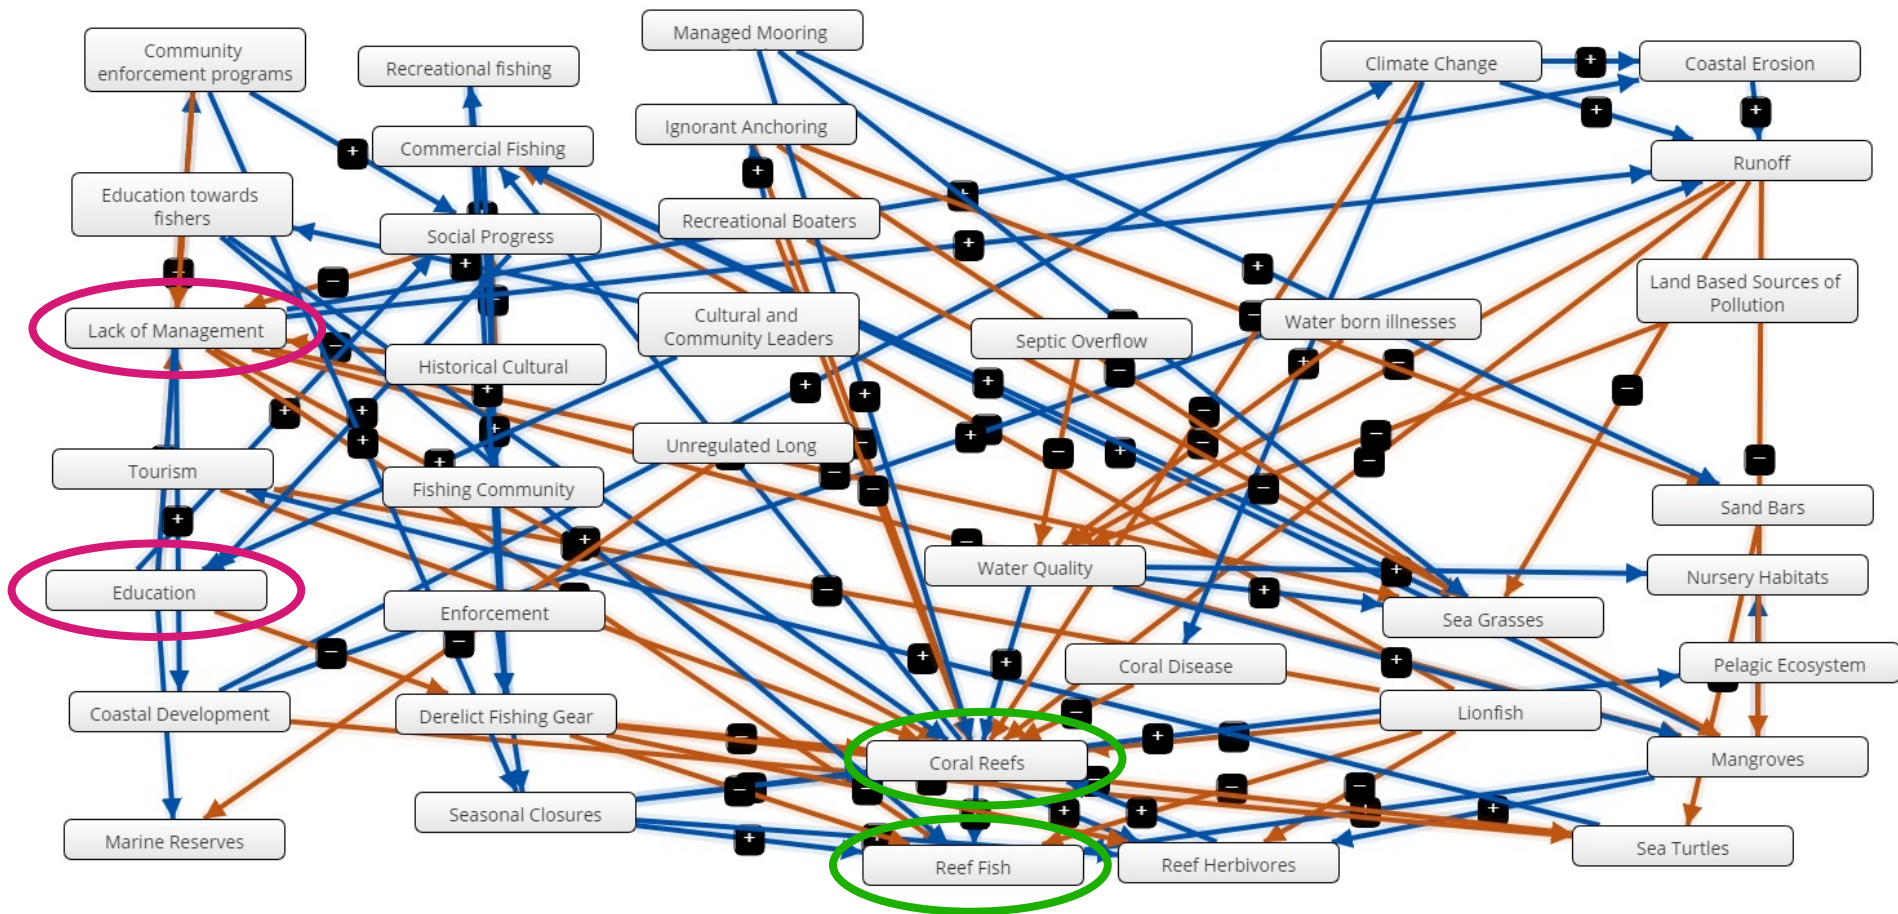 Community
enforcement programs
Recreational fishing
Managed Mooring
Climate Change
Coastal Erosion
Ignorant Anchoring
Commercial Fishing
Runoff
Education towards
fishers
Social Progress
Recreational Boaters
Land Based Sources of
Pollution
Lack of Management
Cultural and
Community Leaders
Septic Overflow
Water born illnesses
Historical Cultural
Unregulated Long
Tourism
Fishing Community
Sand Bars
Education
Enforcement
Water Quality
Nursery Habitats
Sea Grasses
Coral Disease
Pelagic Ecosystem
Coastal Development
Derelict Fishing Gear
Lionfish
Coral Reefs
Mangroves
Seasonal Closures
Marine Reserves
Reef Fish
Reef Herbivores
Sea Turtles